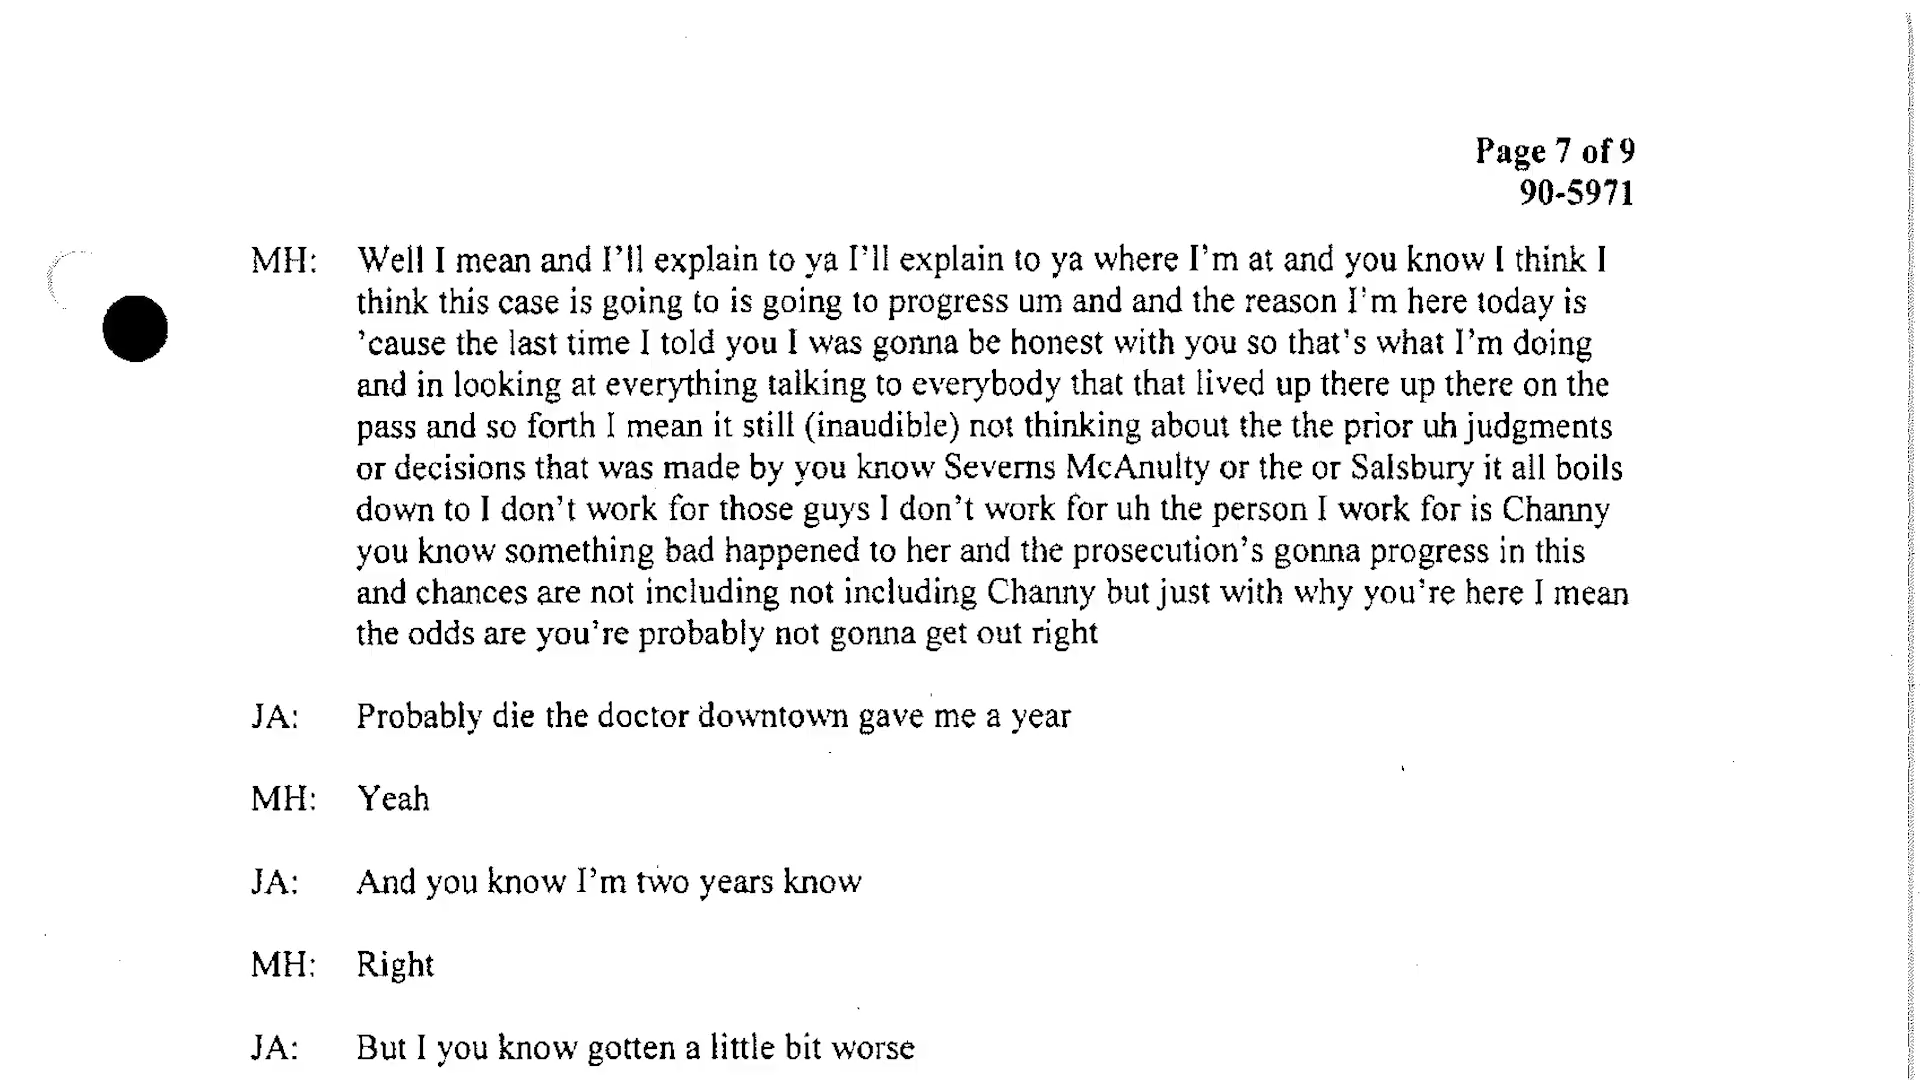 Page 7 of 9
90-5971
MH: Well I mean and I'll explain to ya I'll explain to ya where I'm at and you know I think I
think this case is going to is going to progress um and and the reason I'm here today is
'cause the last time I told you I was gonna be honest with you so that's what I'm doing
and in looking at everything talking to everybody that that lived up there up there on the
pass and so forth I mean it still (inaudible) not thinking about the the prior uh judgments
or decisions that was made by you know Severns McAnulty or the or Salsbury it all boils
down to I don't work for those guys I don't work for uh the person I work for is Channy
you know something bad happened to her and the prosecution's gonna progress in this
and chances are not including not including Channy but just with why you're here I mean
the odds are you're probably not gonna get out right
JA: Probably die the doctor downtown gave me a year
MH: Yeah
JA: And you know I'm two years know
MH: Right
JA: But I you know gotten a little bit worse